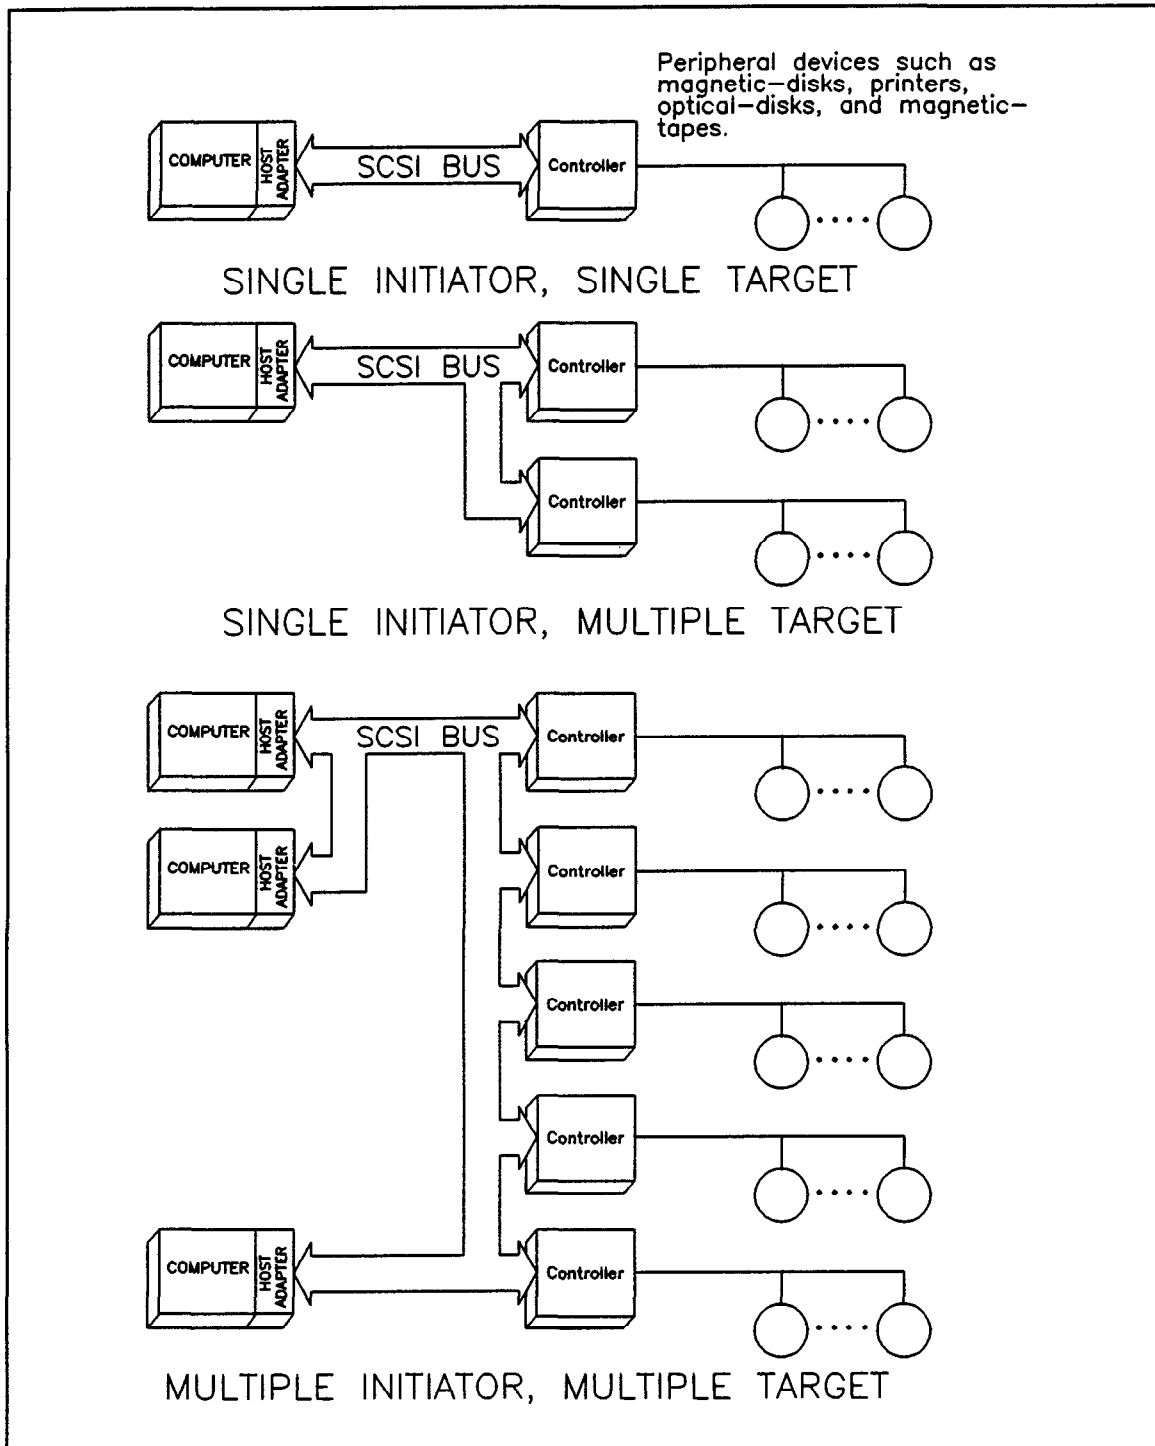 Peripheral devices such as
magnetic-disks, printers,
optical-disks, and magnetic-
tapes.
COMPUTER
HOST
ADAPTER
SCSI BUS
Controller
SINGLE INITIATOR, SINGLE TARGET
COMPUTER
HOST
ADAPTER
SCSI BUS
Controller
Controller
SINGLE INITIATOR, MULTIPLE TARGET
COMPUTER
HOST
ADAPTER
SCSI BUS
Controller
COMPUTER
HOST
ADAPTER
Controller
Controller
Controller
COMPUTER
HOST
ADAPTER
Controller
MULTIPLE INITIATOR, MULTIPLE TARGET